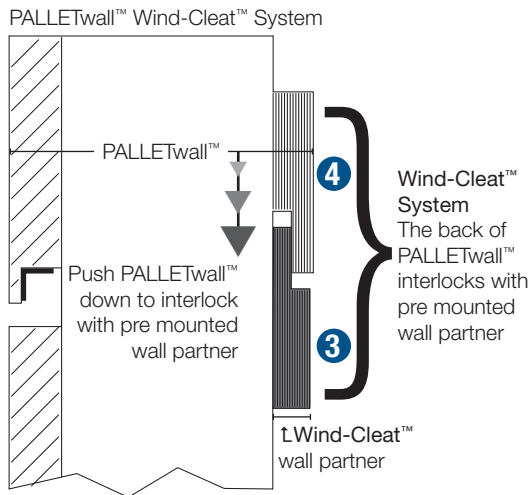 PALLETwall™ Wind-Cleat™ System
PALLETwall™
4
Wind-Cleat™
System
The back of
PALLETwall™
interlocks with
pre mounted
wall partner
Push PALLETwall™
down to interlock
with pre mounted
wall partner
3
Wind-Cleat™
wall partner